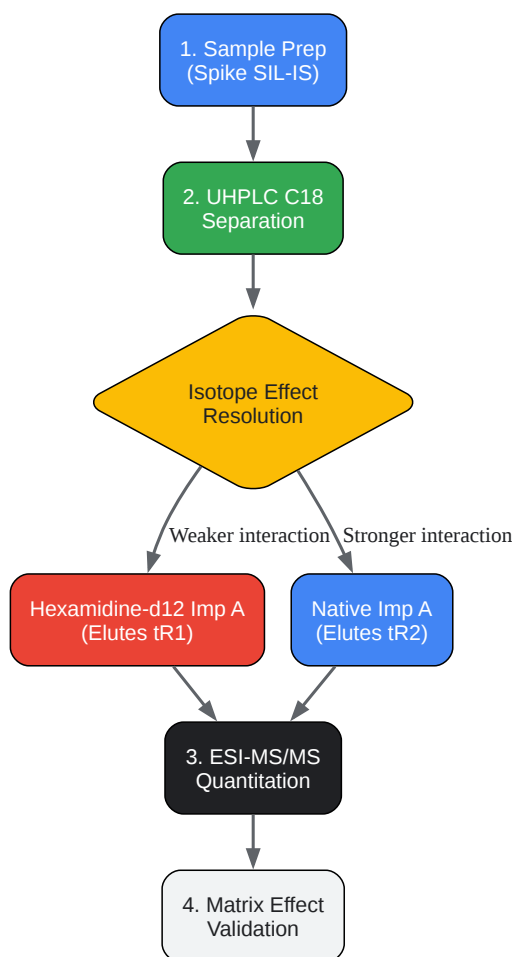 1. Sample Prep
(Spike SIL-IS)
2. UHPLC C18
Separation
Isotope Effect
Resolution
Weaker interaction
Stronger interaction
Hexamidine-d12 Imp A
(Elutes tR1)
Native Imp A
(Elutes tR2)
3. ESI-MS/MS
Quantitation
4. Matrix Effect
Validation